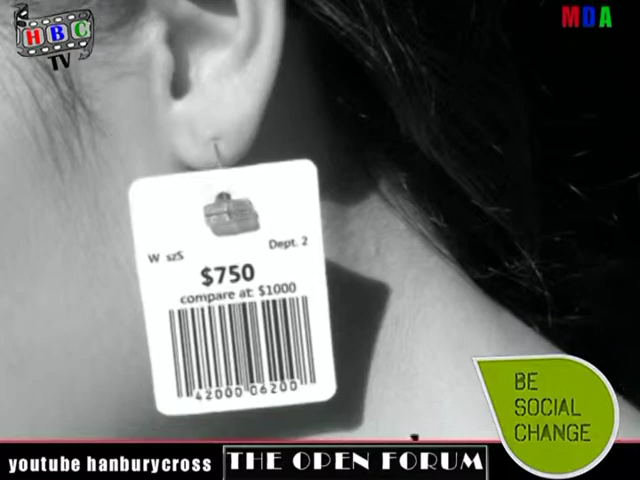 HBC
TV
MDA
W szS
Dept. 2
$750
compare at: $1000
42000 06200
BE
SOCIAL
CHANGE
youtube hanburycross
THE OPEN FORUM